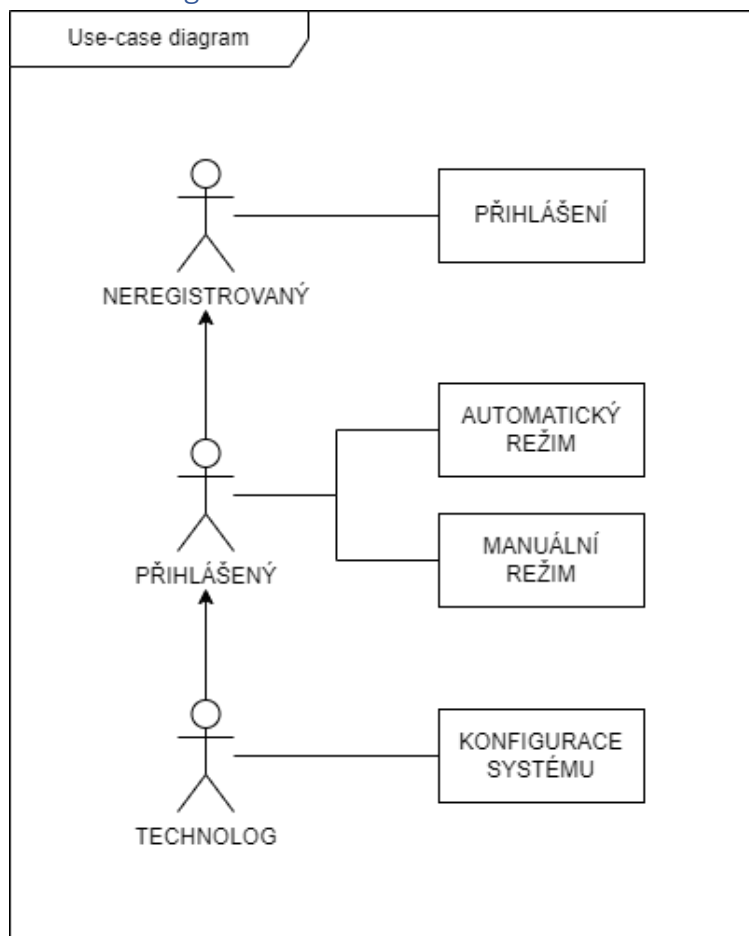 Use-case diagram
PŘIHLÁŠENÍ
NEREGISTROVANÝ
AUTOMATICKÝ
REŽIM
MANUÁLNÍ
REŽIM
PŘIHLÁŠENÝ
KONFIGURACE
SYSTÉMU
TECHNOLOG